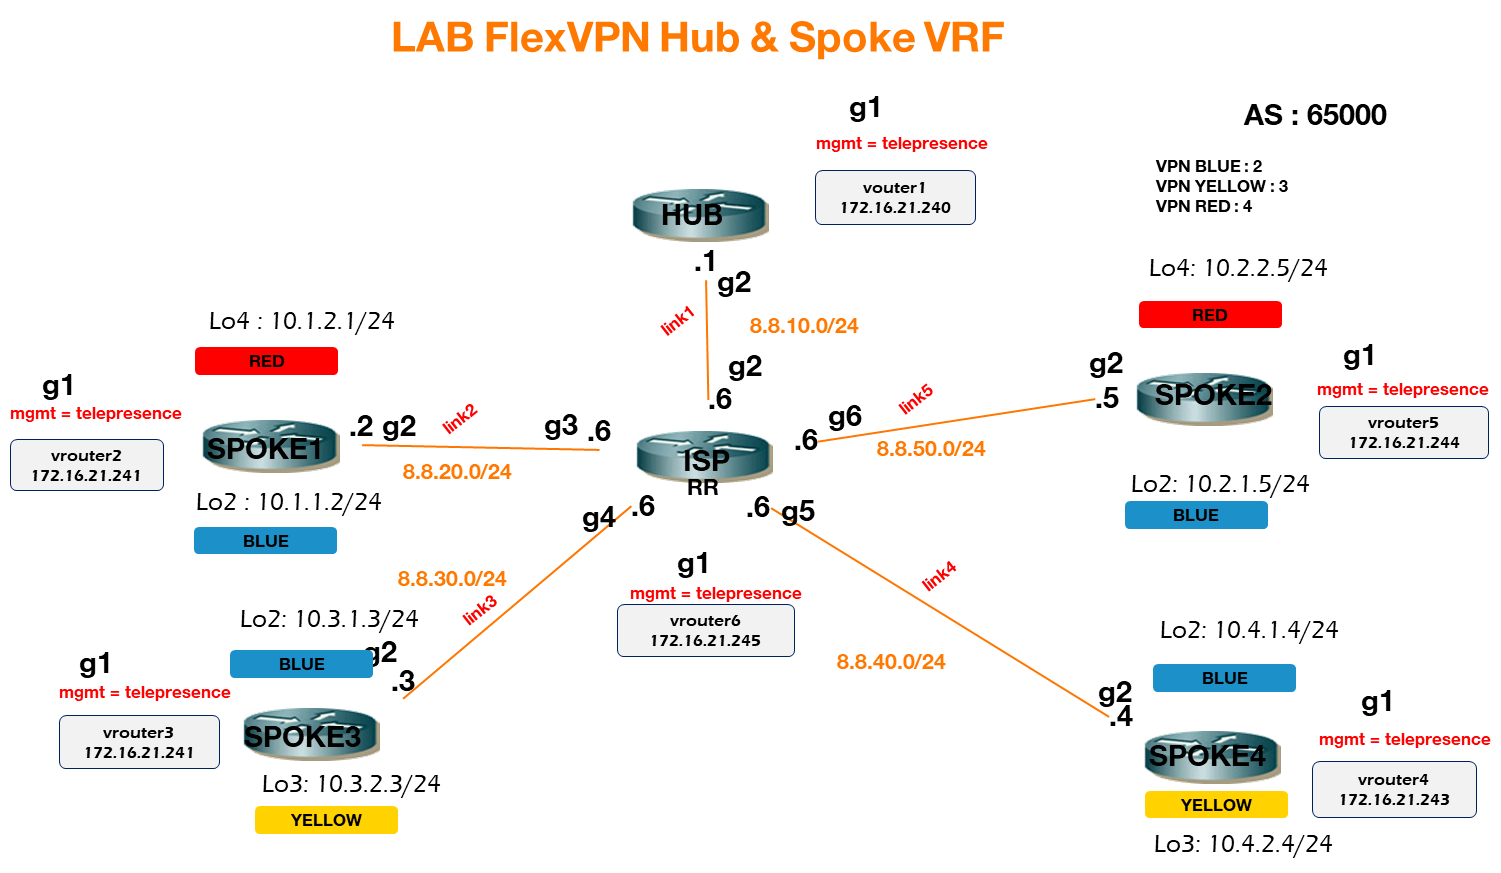 LAB FlexVPN Hub & Spoke VRF
g1
mgmt = telepresence
vouter1
172.16.21.240
AS : 65000
VPN BLUE : 2
VPN YELLOW : 3
VPN RED : 4
HUB
.1
g2
link1
8.8.10.0/24
g2
.6
Lo4: 10.2.2.5/24
RED
g2
.5
SPOKE2
g1
mgmt = telepresence
vrouter5
172.16.21.244
Lo2: 10.2.1.5/24
BLUE
Lo4 : 10.1.2.1/24
RED
g1
mgmt = telepresence
vrouter2
172.16.21.241
SPOKE1
.2 g2
link2
8.8.20.0/24
g3 .6
Lo2 : 10.1.1.2/24
BLUE
ISP
RR
.6
g6
link5
8.8.50.0/24
g4 .6
.6 g5
g1
mgmt = telepresence
vrouter6
172.16.21.245
8.8.30.0/24
link3
link4
8.8.40.0/24
Lo2: 10.3.1.3/24
BLUE
g2
.3
g1
mgmt = telepresence
vrouter3
172.16.21.241
SPOKE3
Lo3: 10.3.2.3/24
YELLOW
Lo2: 10.4.1.4/24
BLUE
g2
.4
g1
mgmt = telepresence
SPOKE4
vrouter4
172.16.21.243
YELLOW
Lo3: 10.4.2.4/24